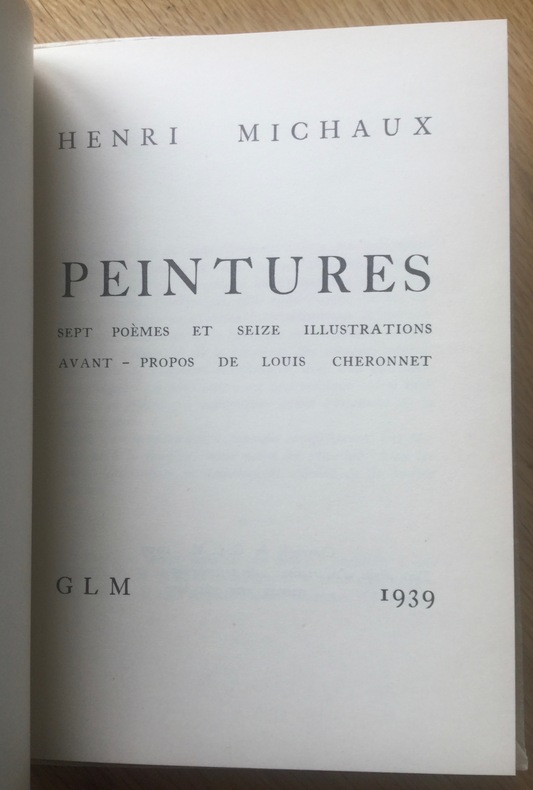 HENRI MICHAUX
PEINTURES
SEPT POÈMES ET SEIZE ILLUSTRATIONS
AVANT - PROPOS DE LOUIS CHERONNET
GLM 1939